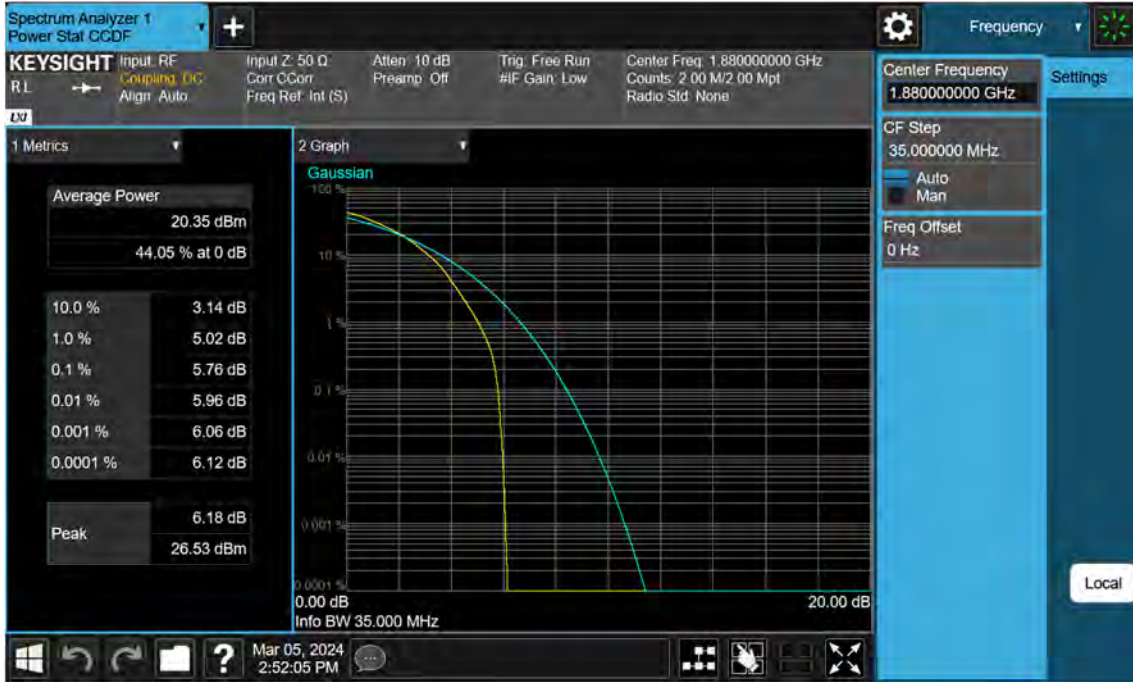 Spectrum Analyzer 1
Power Stat CCDF
Frequency
KEYSIGHT
R L
LXI
Input: RF
Coupling: DC
Align: Auto
Input Z: 50 Ω
Corr CCorr
Freq Ref: Int (S)
Atten: 10 dB
Preamp: Off
Trig: Free Run
#IF Gain: Low
Center Freq: 1.880000000 GHz
Counts: 2.00 M/2.00 Mpt
Radio Std: None
Center Frequency
1.880000000 GHz
Settings
CF Step
35.000000 MHz
Auto
Man
Freq Offset
0 Hz
1 Metrics
Average Power
20.35 dBm
44.05 % at 0 dB
10.0 % 3.14 dB
1.0 % 5.02 dB
0.1 % 5.76 dB
0.01 % 5.96 dB
0.001 % 6.06 dB
0.0001 % 6.12 dB
Peak
6.18 dB
26.53 dBm
2 Graph
Gaussian
100 %
10 %
1 %
0.1 %
0.01 %
0.001 %
0.0001 %
0.00 dB 20.00 dB
Info BW 35.000 MHz
Local
Mar 05, 2024
2:52:05 PM